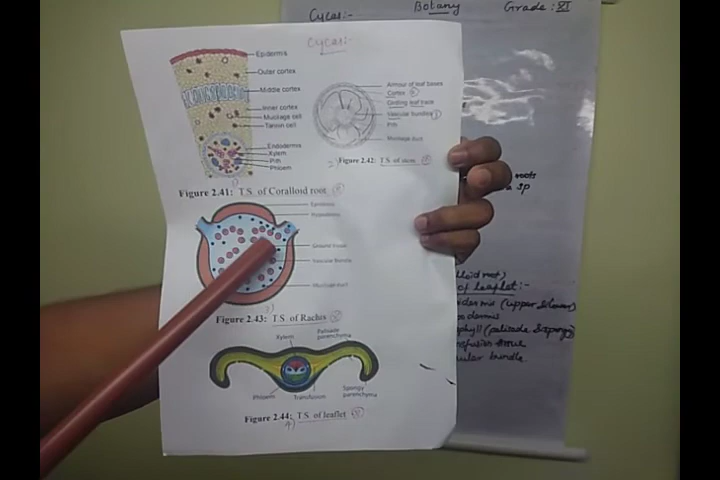 Cycas:-
Botany
Grade: XI
Cycas:-
Epidermis
Outer cortex
Middle cortex
Inner cortex
Mucilage cell
Tannin cell
Endodermis
Xylem
Pith
Phloem
Figure 2.41: T.S. of Coralloid root
Armour of leaf bases
Cortex
Girdling leaf trace
Vascular bundle
Pith
Mucilage duct
Figure 2.42: T.S. of stem
Epidermis
Hypodermis
Ground tissue
Vascular Bundle
Mucilage duct
Figure 2.43: T.S. of Rachis
Xylem
Palisade
parenchyma
Phloem
Transfusion
Spongy
parenchyma
Figure 2.44: T.S. of leaflet
roots
sp
lloid root)
of leaflet:-
dermis (upper & lower)
dermis
phyll (palisade & spongy)
nsfusion tissue
cular bundle